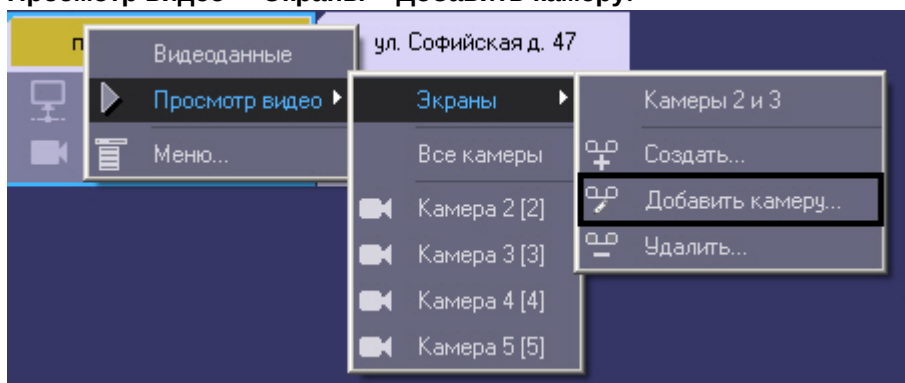 п
ул. Софийская д. 47
Видеоданные
Просмотр видео
Меню...
Экраны
Все камеры
Камера 2 [2]
Камера 3 [3]
Камера 4 [4]
Камера 5 [5]
Камеры 2 и 3
Создать...
Добавить камеру...
Удалить...